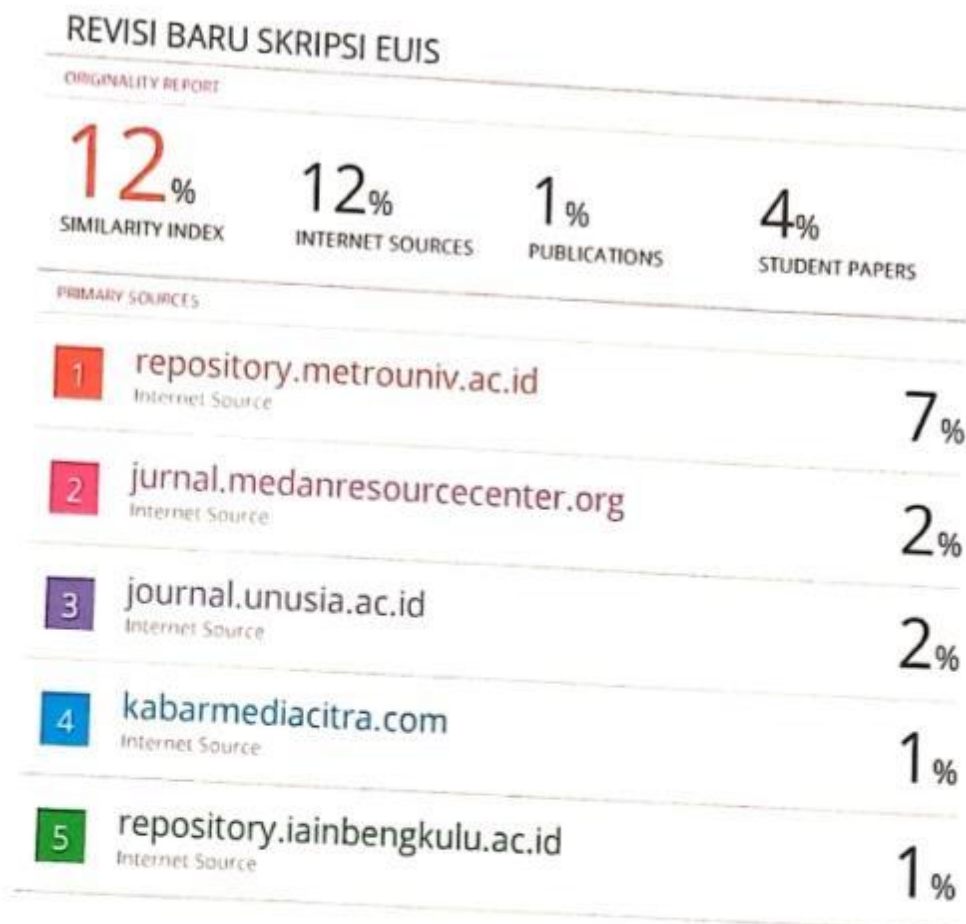 REVISI BARU SKRIPSI EUIS
ORIGINALITY REPORT
12% 12% 1% 4%
SIMILARITY INDEX INTERNET SOURCES PUBLICATIONS STUDENT PAPERS
PRIMARY SOURCES
1 repository.metrouniv.ac.id 7%
Internet Source
2 jurnal.medanresourcecenter.org 2%
Internet Source
3 journal.unusia.ac.id 2%
Internet Source
4 kabarmediacitra.com 1%
Internet Source
5 repository.iainbengkulu.ac.id 1%
Internet Source